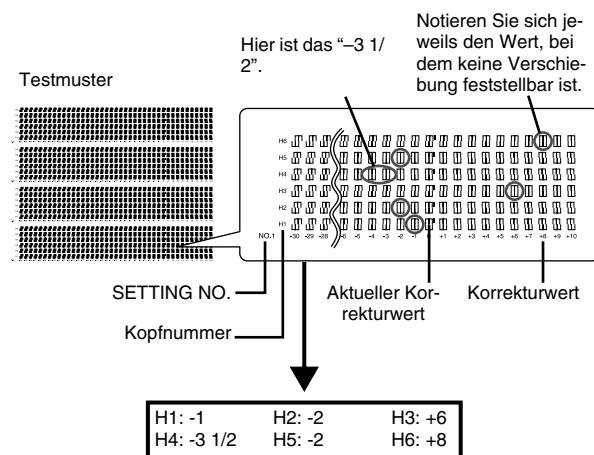 Notieren Sie sich je-
weils den Wert, bei
dem keine Verschie-
bung feststellbar ist.
Hier ist das “–3 1/
2”.
Testmuster
H6
H5
H4
H3
H2
H1
NO.1 -30 -29 -28 -6 -5 -4 -3 -2 -1 0 +1 +2 +3 +4 +5 +6 +7 +8 +9 +10
SETTING NO.
Aktueller Kor-
rekturwert
Korrekturwert
Kopfnummer
H1: -1 H2: -2 H3: +6
H4: -3 1/2 H5: -2 H6: +8